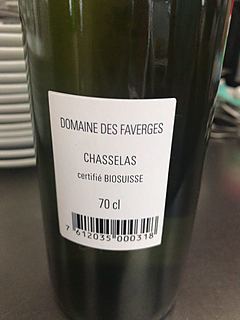 DOMAINE DES FAVERGES
CHASSELAS
certifié BIOSUISSE
70 cl
7 612035 000318